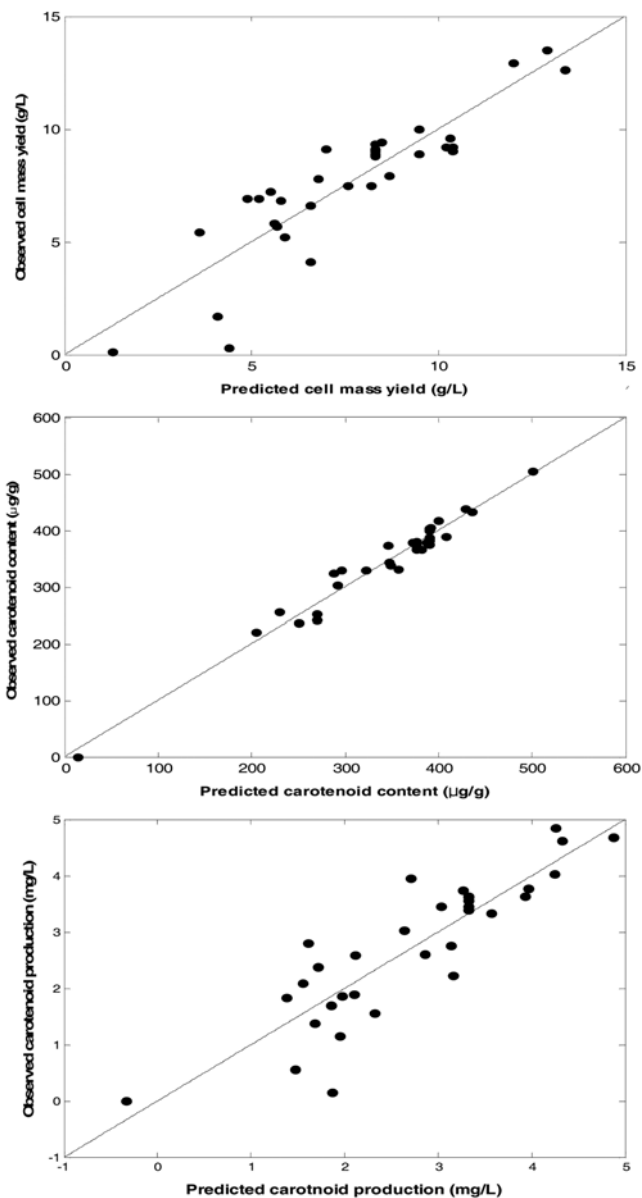 15
10
5
0
Observed cell mass yield (g/L)
0 5 10 15
Predicted cell mass yield (g/L)
600
500
400
300
200
100
0
Observed carotenoid content (µg/g)
0 100 200 300 400 500 600
Predicted carotenoid content (µg/g)
5
4
3
2
1
0
-1
Observed carotenoid production (mg/L)
-1 0 1 2 3 4 5
Predicted carotnoid production (mg/L)